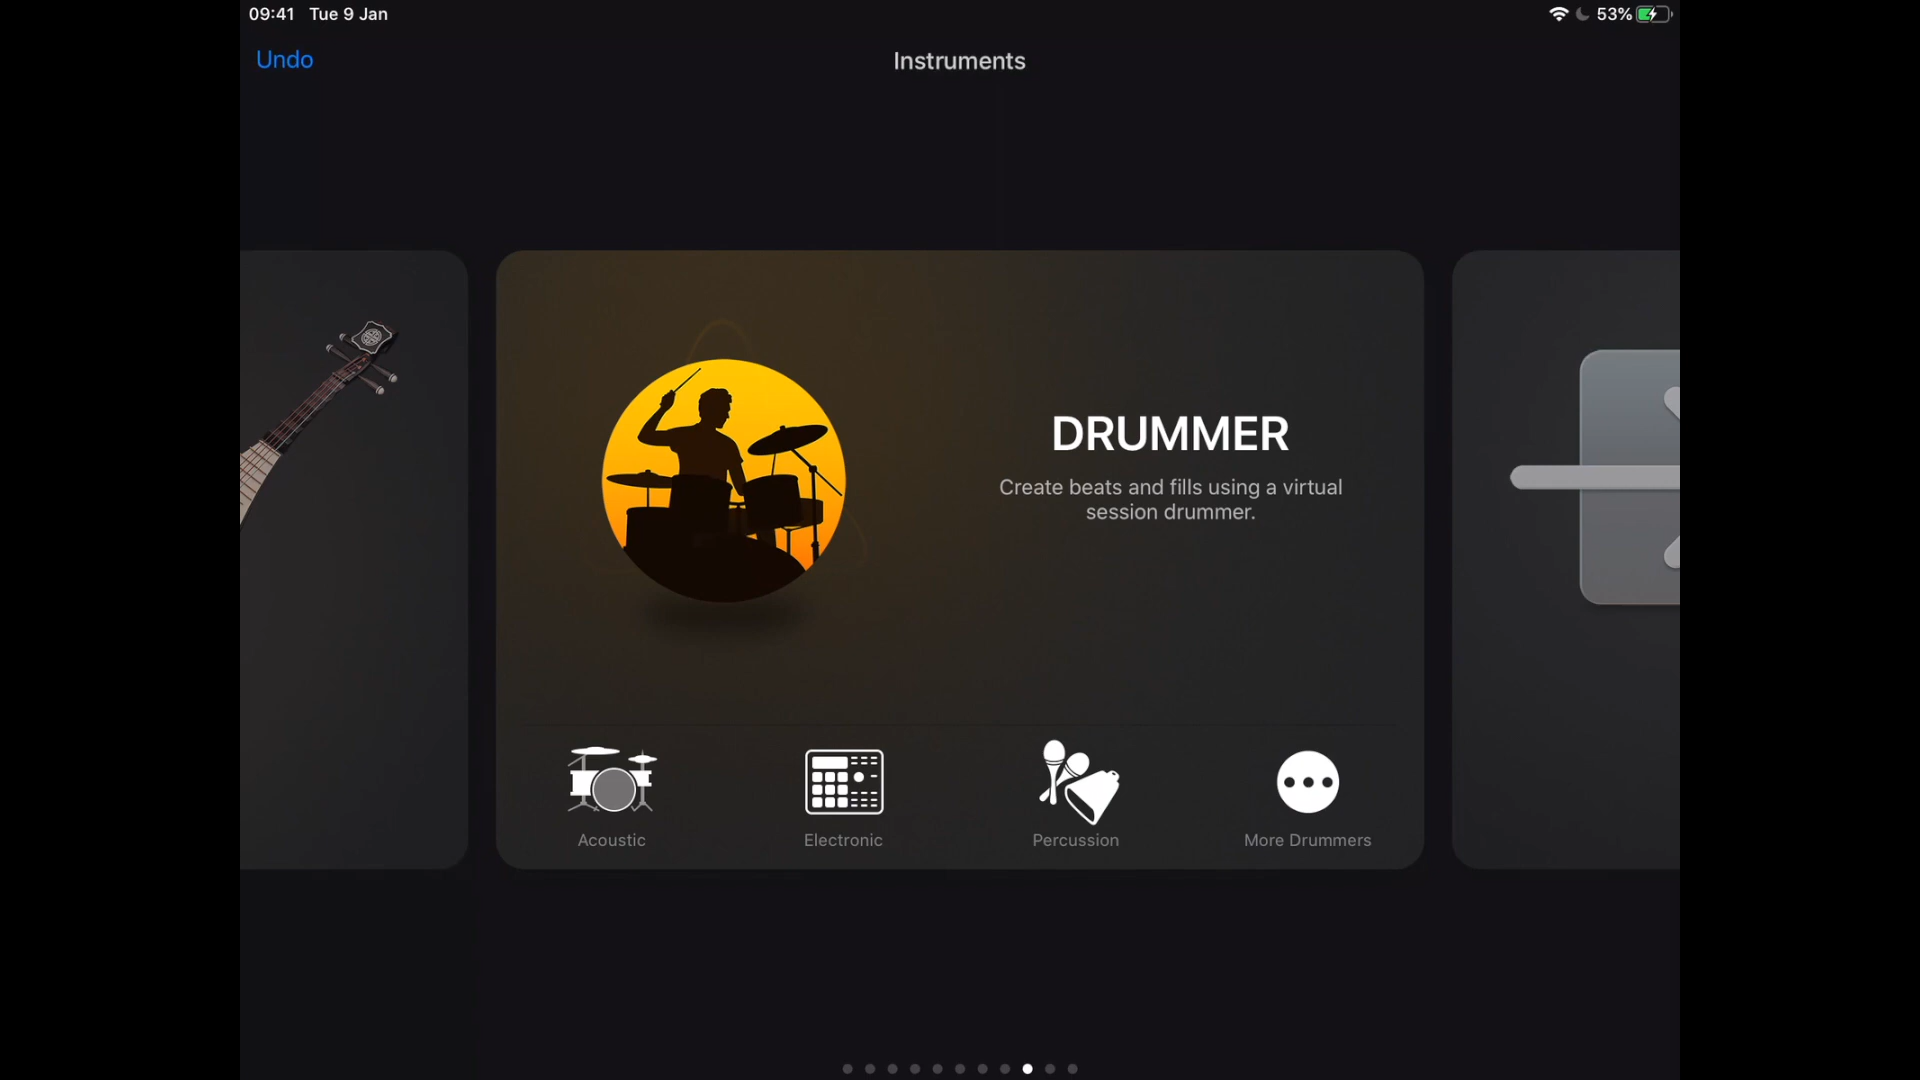 09:41 Tue 9 Jan
53%
Undo
Instruments
DRUMMER
Create beats and fills using a virtual
session drummer.
Acoustic
Electronic
Percussion
More Drummers